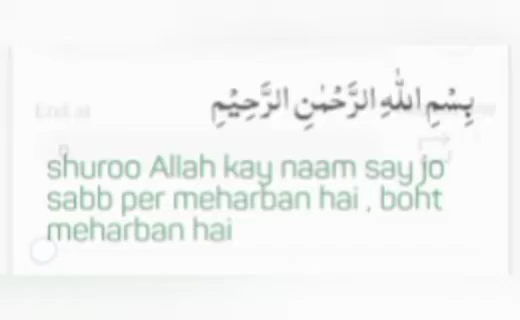 بِسْمِ اللّٰهِ الرَّحْمٰنِ الرَّحِيْمِ
shuroo Allah kay naam say jo
sabb per meharban hai , boht
meharban hai